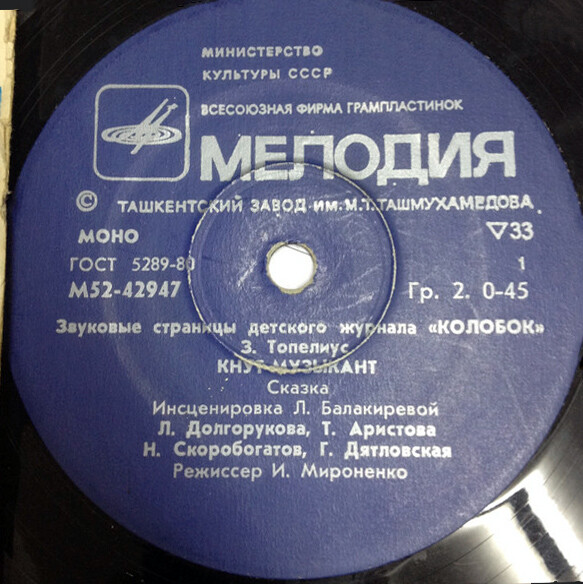 МИНИСТЕРСТВО
КУЛЬТУРЫ СССР
ВСЕСОЮЗНАЯ ФИРМА ГРАМПЛАСТИНОК
МЕЛОДИЯ
© ТАШКЕНТСКИЙ ЗАВОД ИМ. М.Т. ТАШМУХАМЕДОВА
МОНО ▽33
ГОСТ 5289-80 1
М52-42947 Гр. 2. 0-45
Звуковые страницы детского журнала «КОЛОБОК»
З. Топелиус
КНУТ-МУЗЫКАНТ
Сказка
Инсценировка Л. Балакиревой
Л. Долгорукова, Т. Аристова
Н. Скоробогатов, Г. Дятловская
Режиссер И. Мироненко